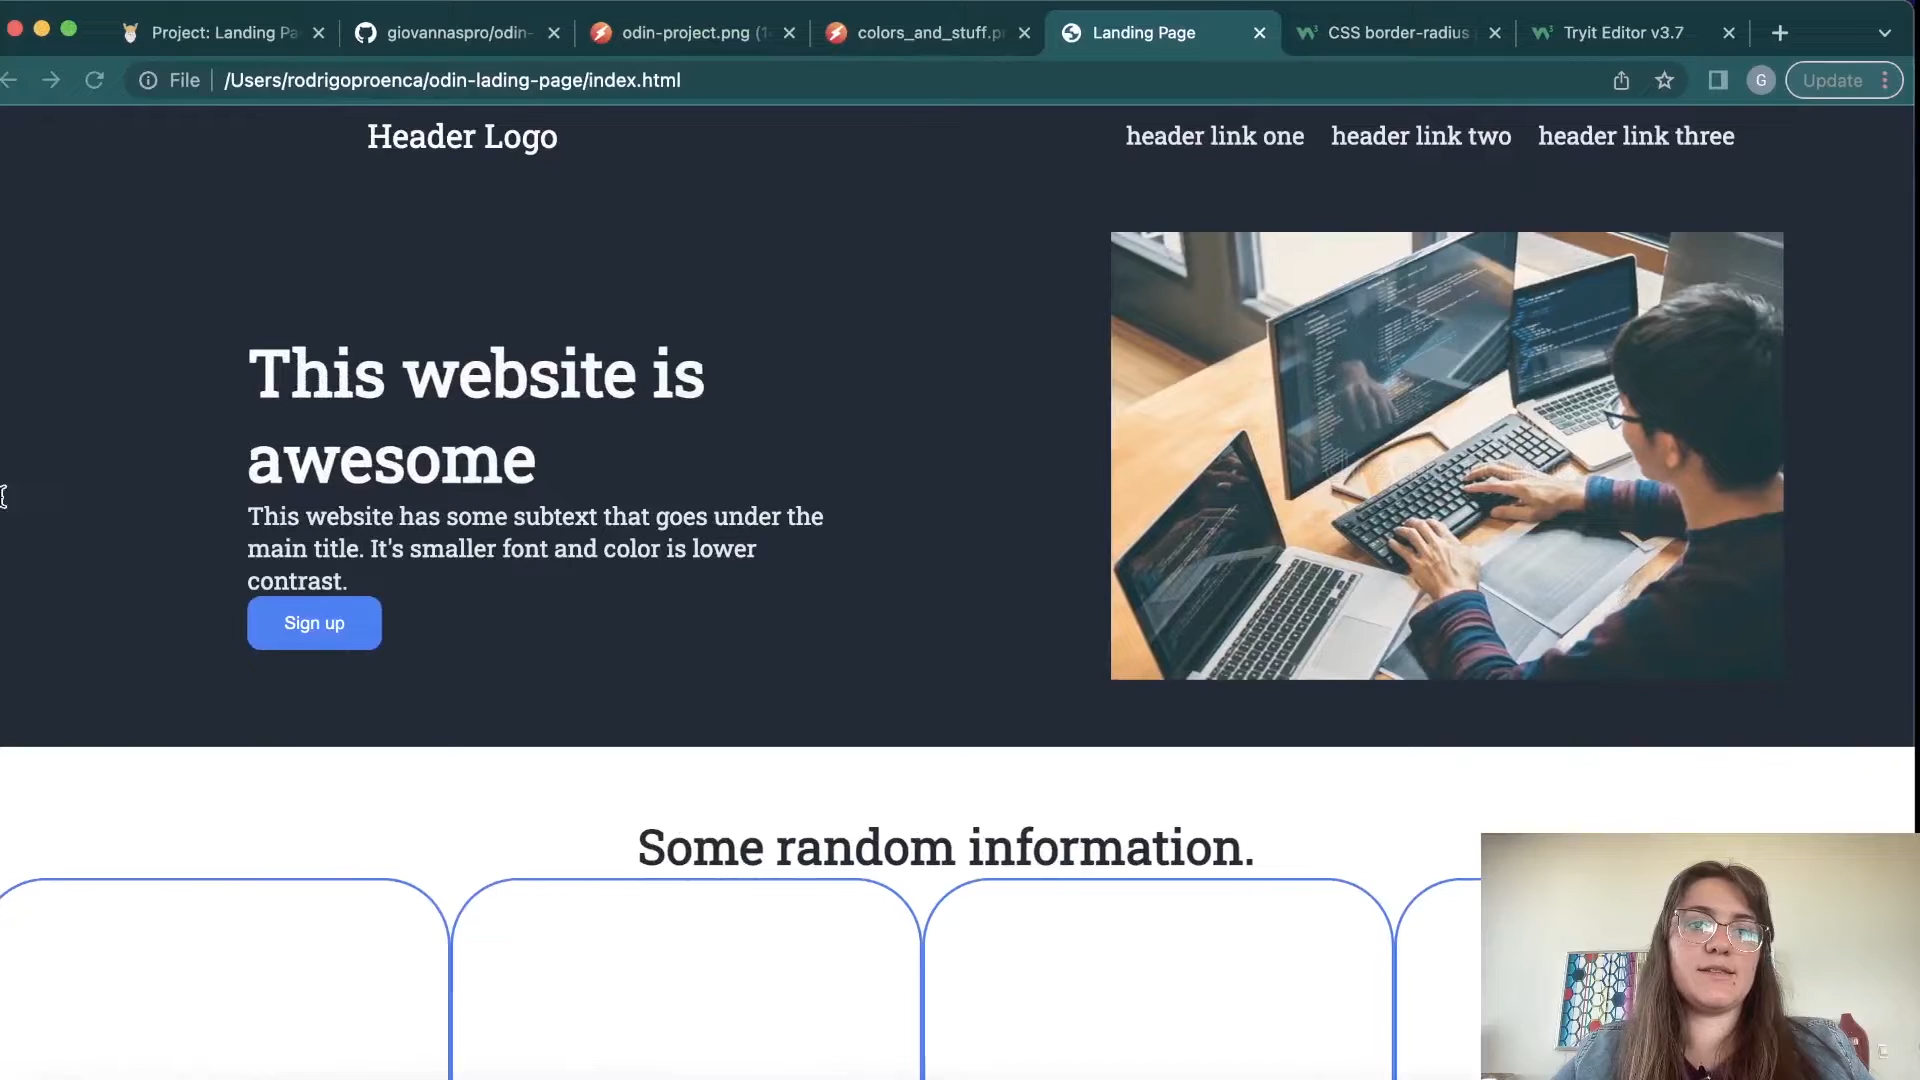 Project: Landing Pa
giovannaspro/odin-
odin-project.png (1
colors_and_stuff.p
Landing Page
CSS border-radius
Tryit Editor v3.7
File
/Users/rodrigoproenca/odin-lading-page/index.html
G
Update
Header Logo
header link one header link two header link three
This website is
awesome
This website has some subtext that goes under the
main title. It's smaller font and color is lower
contrast.
Sign up
Some random information.